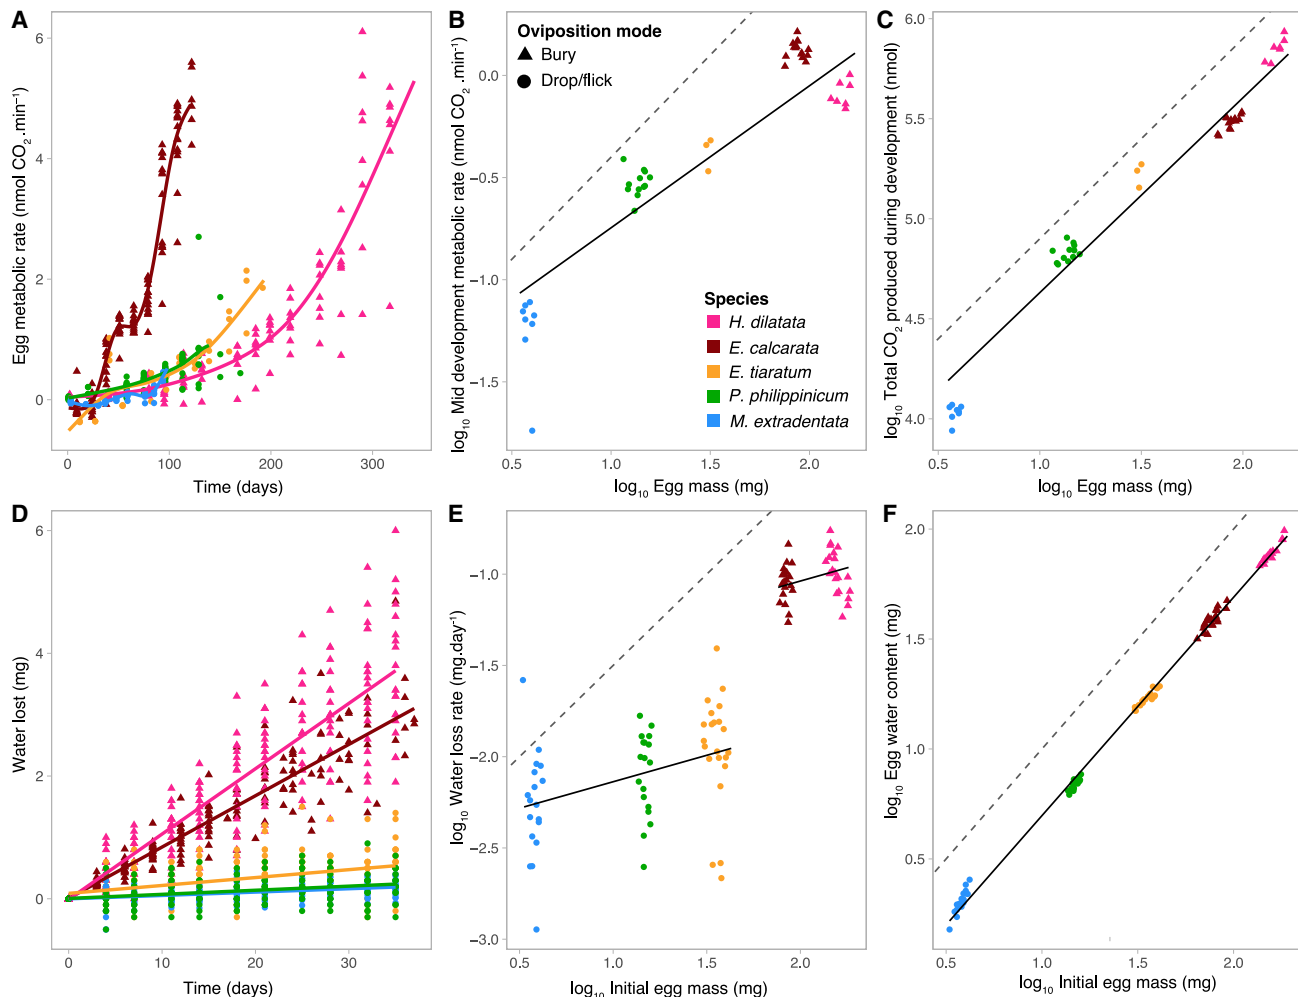 A
Egg metabolic rate (nmol CO₂.min⁻¹)
6
4
2
0
0
100
200
300
Time (days)
B
Oviposition mode
Bury
Drop/flick
log₁₀ Mid development metabolic rate (nmol CO₂ .min⁻¹)
0.0
−0.5
−1.0
−1.5
Species
H. dilatata
E. calcarata
E. tiaratum
P. philippinicum
M. extradentata
0.5
1.0
1.5
2.0
log₁₀ Egg mass (mg)
C
log₁₀ Total CO₂ produced during development (nmol)
6.0
5.5
5.0
4.5
4.0
0.5
1.0
1.5
2.0
log₁₀ Egg mass (mg)
D
Water lost (mg)
6
4
2
0
0
10
20
30
Time (days)
E
log₁₀ Water loss rate (mg.day⁻¹)
−1.0
−1.5
−2.0
−2.5
−3.0
0.5
1.0
1.5
2.0
log₁₀ Initial egg mass (mg)
F
log₁₀ Egg water content (mg)
2.0
1.5
1.0
0.5
0.5
1.0
1.5
2.0
log₁₀ Initial egg mass (mg)